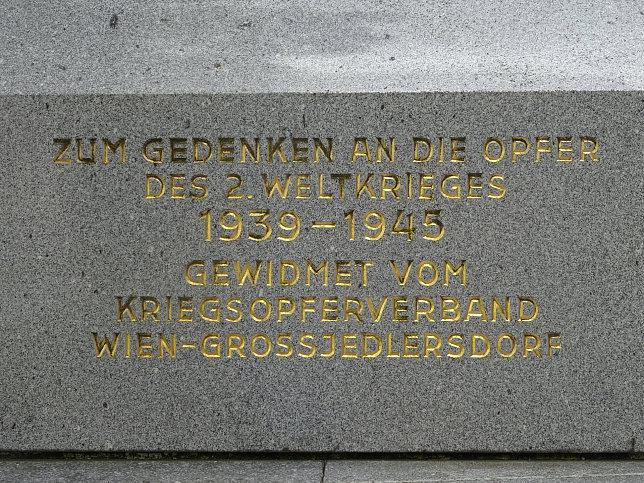 ZUM GEDENKEN AN DIE OPFER
DES 2. WELTKRIEGES
1939–1945
GEWIDMET VOM
KRIEGSOPFERVERBAND
WIEN-GROSSJEDLERSDORF